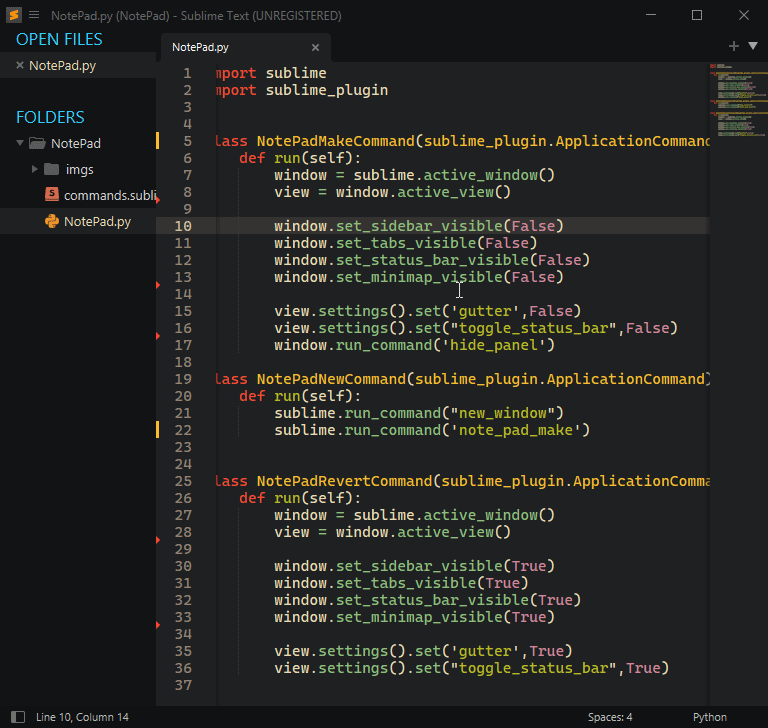 NotePad.py (NotePad) - Sublime Text (UNREGISTERED)
OPEN FILES
NotePad.py
FOLDERS
NotePad
imgs
commands.subli
NotePad.py
NotePad.py
1 mport sublime
2 mport sublime_plugin
3
4
5 lass NotePadMakeCommand(sublime_plugin.ApplicationCommand
6 def run(self):
7 window = sublime.active_window()
8 view = window.active_view()
9
10 window.set_sidebar_visible(False)
11 window.set_tabs_visible(False)
12 window.set_status_bar_visible(False)
13 window.set_minimap_visible(False)
14
15 view.settings().set('gutter',False)
16 view.settings().set("toggle_status_bar",False)
17 window.run_command('hide_panel')
18
19 lass NotePadNewCommand(sublime_plugin.ApplicationCommand)
20 def run(self):
21 sublime.run_command("new_window")
22 sublime.run_command('note_pad_make')
23
24
25 lass NotePadRevertCommand(sublime_plugin.ApplicationComma
26 def run(self):
27 window = sublime.active_window()
28 view = window.active_view()
29
30 window.set_sidebar_visible(True)
31 window.set_tabs_visible(True)
32 window.set_status_bar_visible(True)
33 window.set_minimap_visible(True)
34
35 view.settings().set('gutter',True)
36 view.settings().set("toggle_status_bar",True)
37
Line 10, Column 14
Spaces: 4
Python